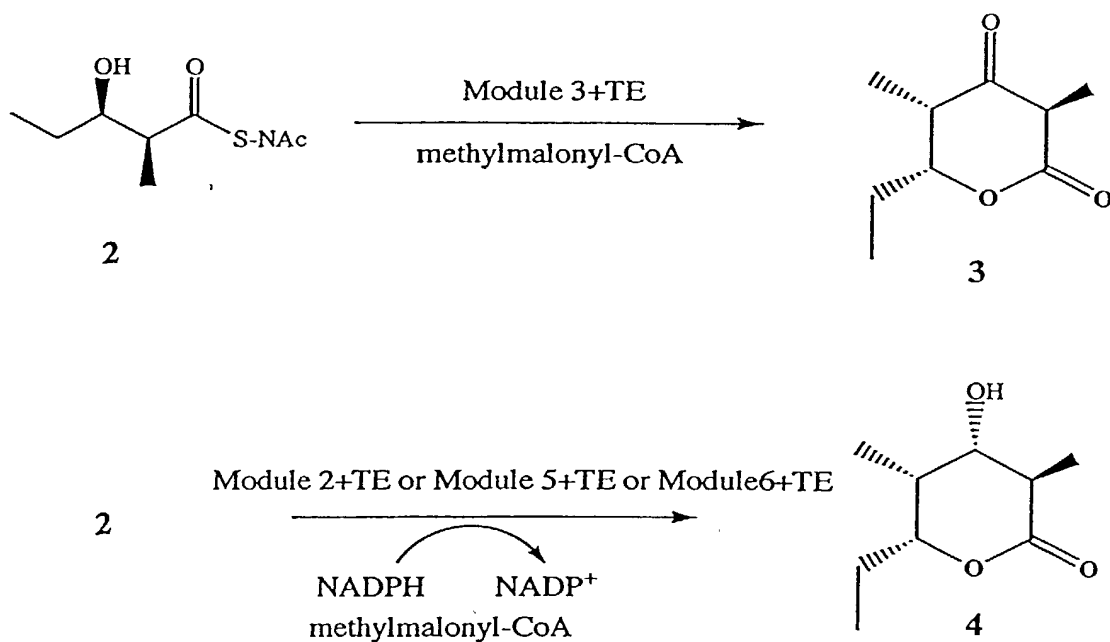 OH
O
S-NAc
2
Module 3+TE
methylmalonyl-CoA
O
O
O
3
2
Module 2+TE or Module 5+TE or Module6+TE
NADPH NADP+
methylmalonyl-CoA
OH
O
O
4